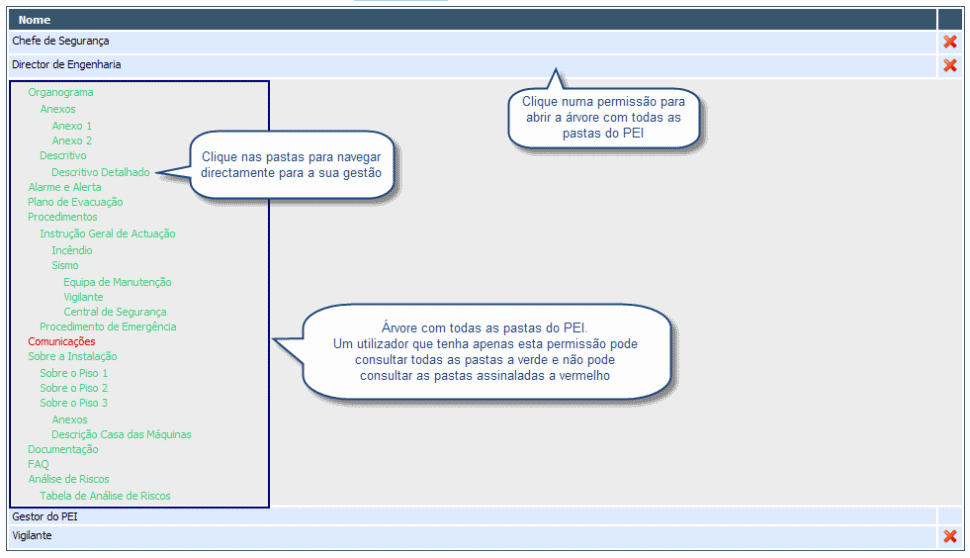 Nome
Chefe de Segurança
Director de Engenharia
Organograma
Anexos
Anexo 1
Anexo 2
Descritivo
Descritivo Detalhado
Alarme e Alerta
Plano de Evacuação
Procedimentos
Instrução Geral de Actuação
Incêndio
Sismo
Equipa de Manutenção
Vigilante
Central de Segurança
Procedimento de Emergência
Comunicações
Sobre a Instalação
Sobre o Piso 1
Sobre o Piso 2
Sobre o Piso 3
Anexos
Descrição Casa das Máquinas
Documentação
FAQ
Análise de Riscos
Tabela de Análise de Riscos
Clique numa permissão para
abrir a árvore com todas as
pastas do PEI
Clique nas pastas para navegar
directamente para a sua gestão
Árvore com todas as pastas do PEI.
Um utilizador que tenha apenas esta permissão pode
consultar todas as pastas a verde e não pode
consultar as pastas assinaladas a vermelho
Gestor do PEI
Vigilante